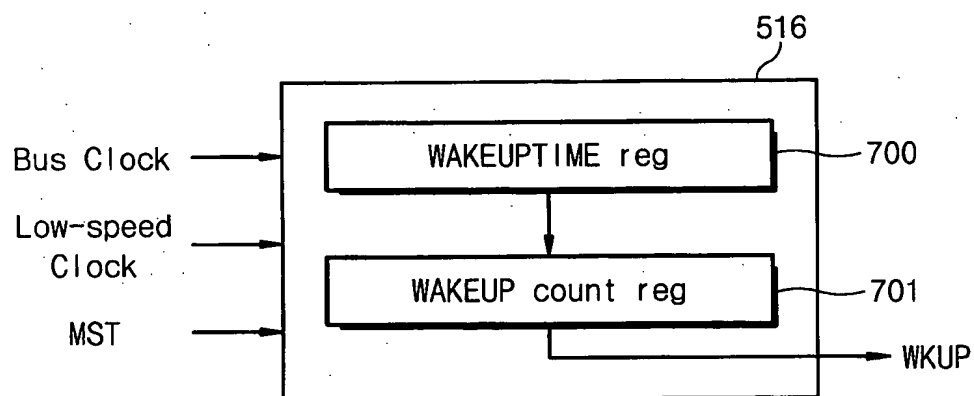 516
Bus Clock
WAKEUPTIME reg
700
Low-speed
Clock
WAKEUP count reg
701
MST
WKUP